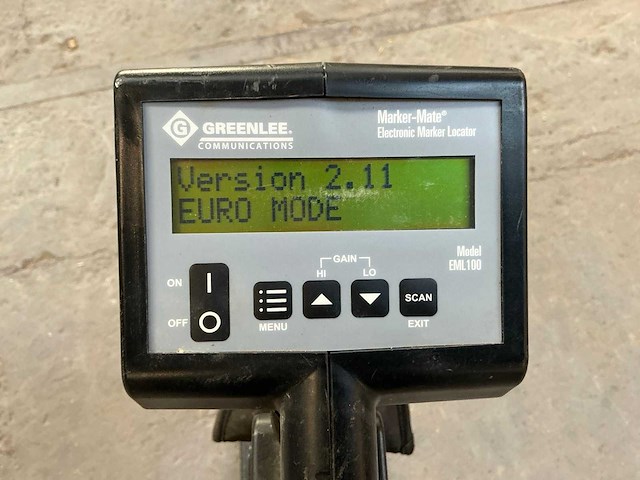 G GREENLEE.
COMMUNICATIONS
Marker-Mate®
Electronic Marker Locator
Version 2.11
EURO MODE
Model
EML100
GAIN
HI LO
ON I
OFF O
MENU
SCAN
EXIT